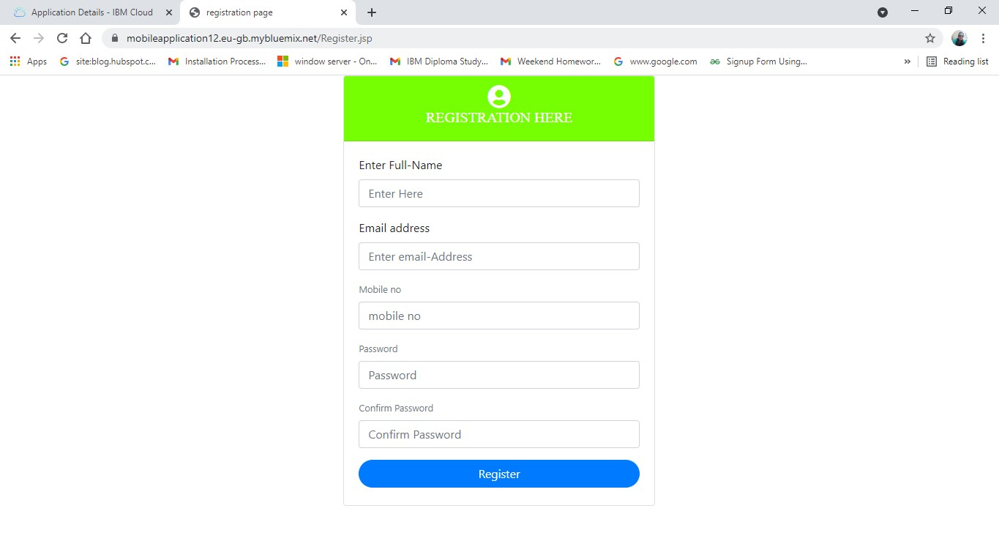 Application Details - IBM Cloud
registration page
mobileapplication12.eu-gb.mybluemix.net/Register.jsp
Apps
site:blog.hubspot.c...
Installation Process...
window server - On...
IBM Diploma Study...
Weekend Homewor...
www.google.com
Signup Form Using...
»
Reading list
REGISTRATION HERE
Enter Full-Name
Enter Here
Email address
Enter email-Address
Mobile no
mobile no
Password
Password
Confirm Password
Confirm Password
Register